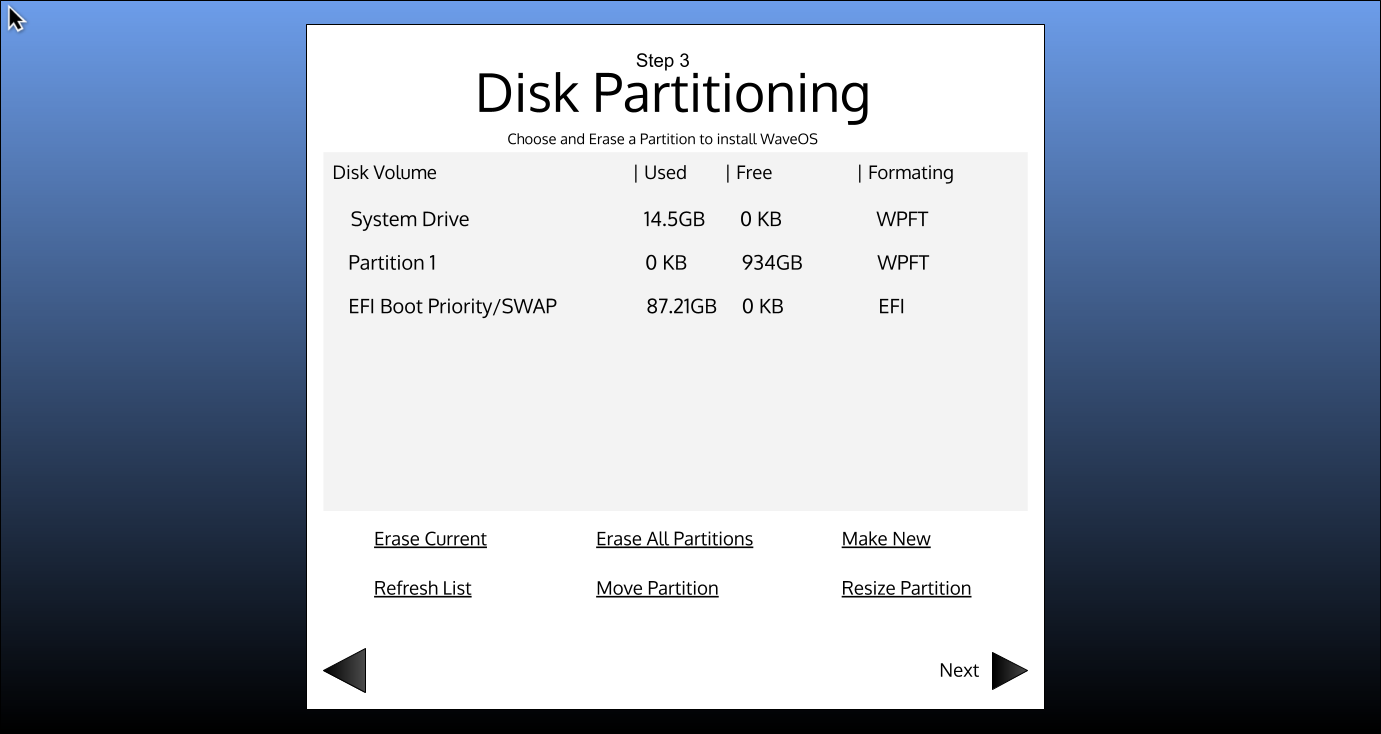 Step 3
Disk Partitioning
Choose and Erase a Partition to install WaveOS
Disk Volume | Used | Free | Formating
System Drive 14.5GB 0 KB WPFT
Partition 1 0 KB 934GB WPFT
EFI Boot Priority/SWAP 87.21GB 0 KB EFI
Erase Current Erase All Partitions Make New
Refresh List Move Partition Resize Partition
Next